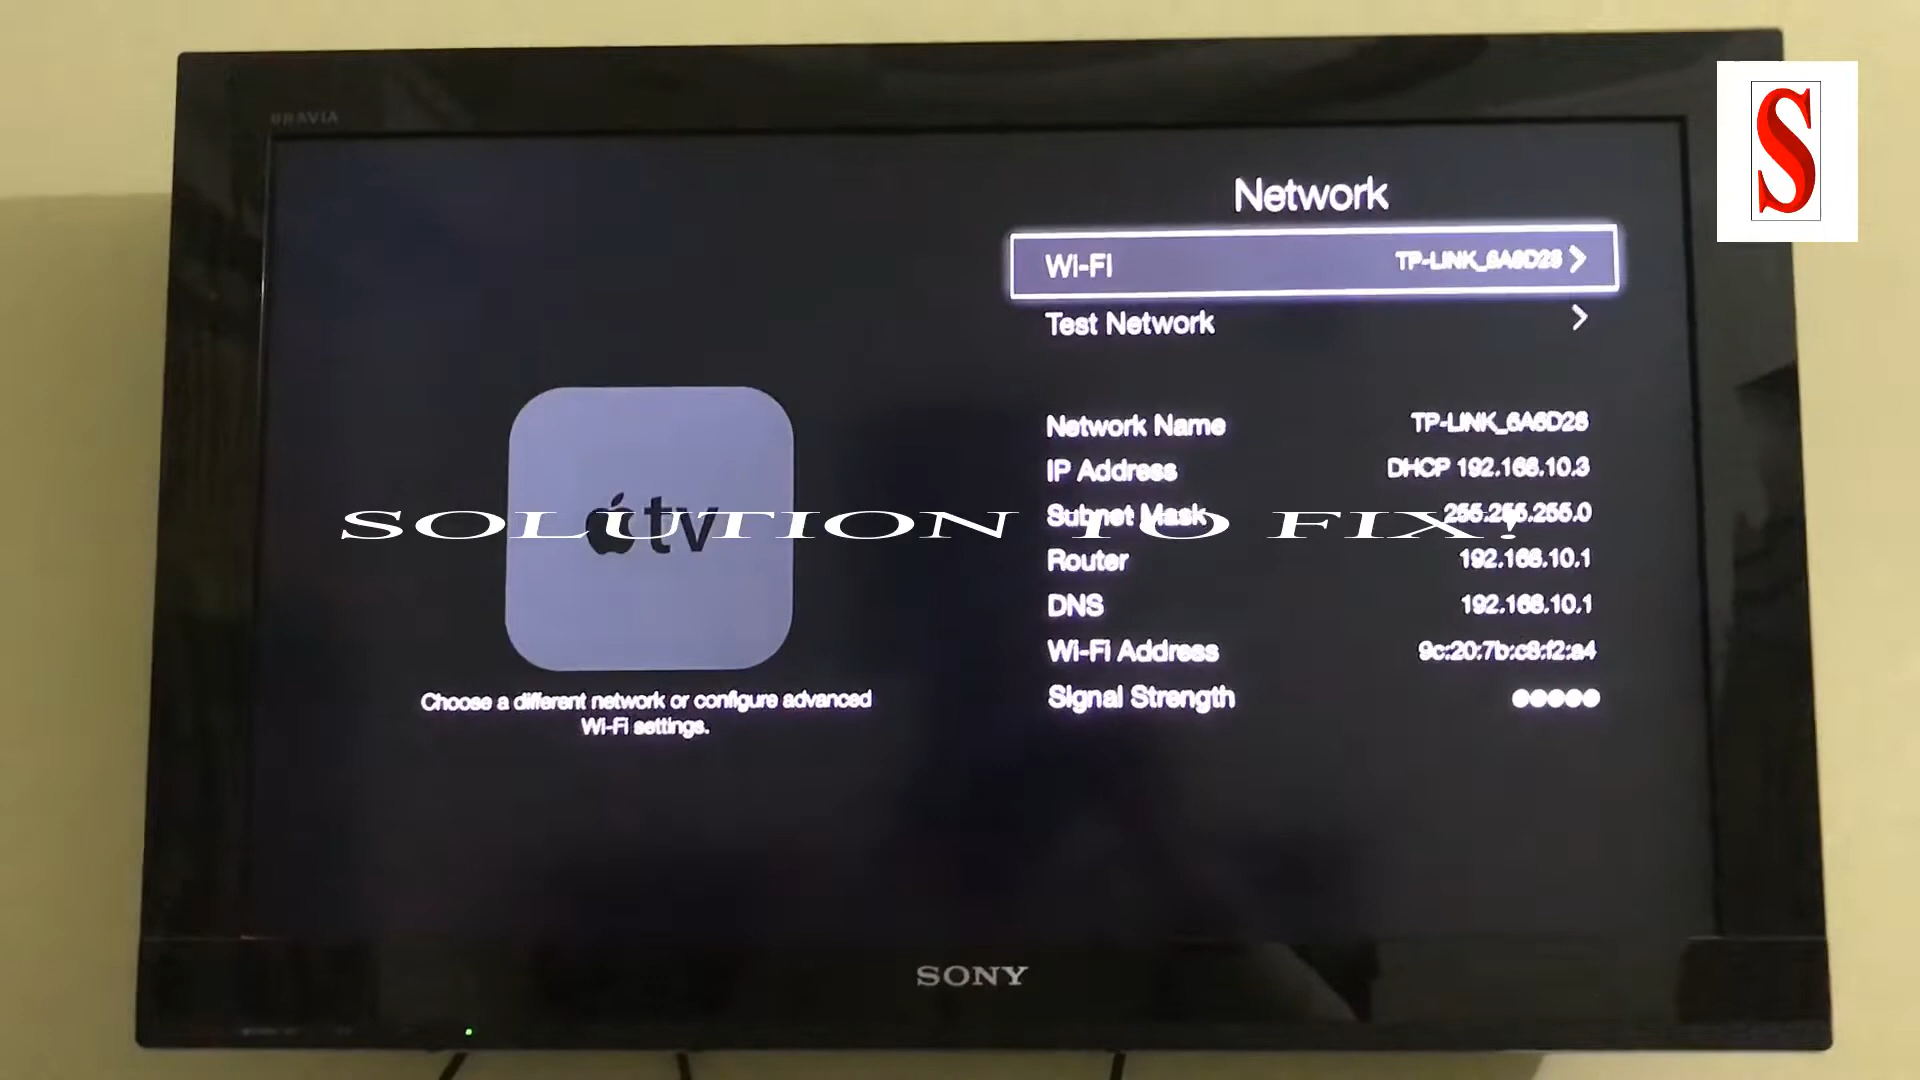 BRAVIA
S
Network
Wi-Fi TP-LINK_6A6D28
Test Network
Network Name TP-LINK_6A6D28
IP Address DHCP 192.168.10.3
tv
SOLUTION TO FIX!
Subnet Mask 255.255.255.0
Router 192.168.10.1
DNS 192.168.10.1
Wi-Fi Address 9c:20:7b:c8:f2:a4
Signal Strength
Choose a different network or configure advanced
Wi-Fi settings.
SONY